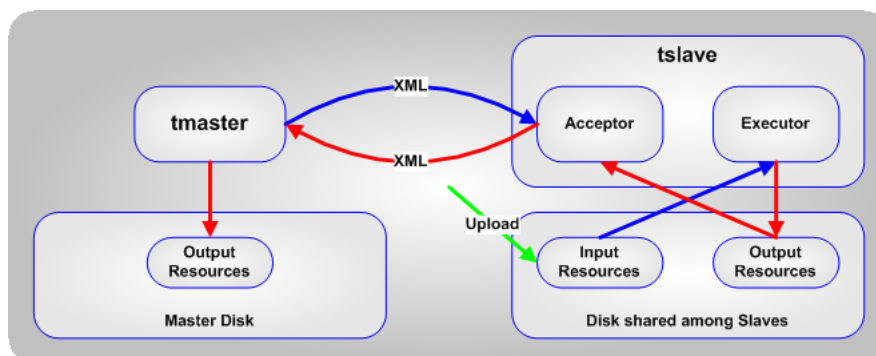 tslave
XML
tmaster
Acceptor
Executor
XML
Upload
Output
Resources
Input
Resources
Output
Resources
Master Disk
Disk shared among Slaves